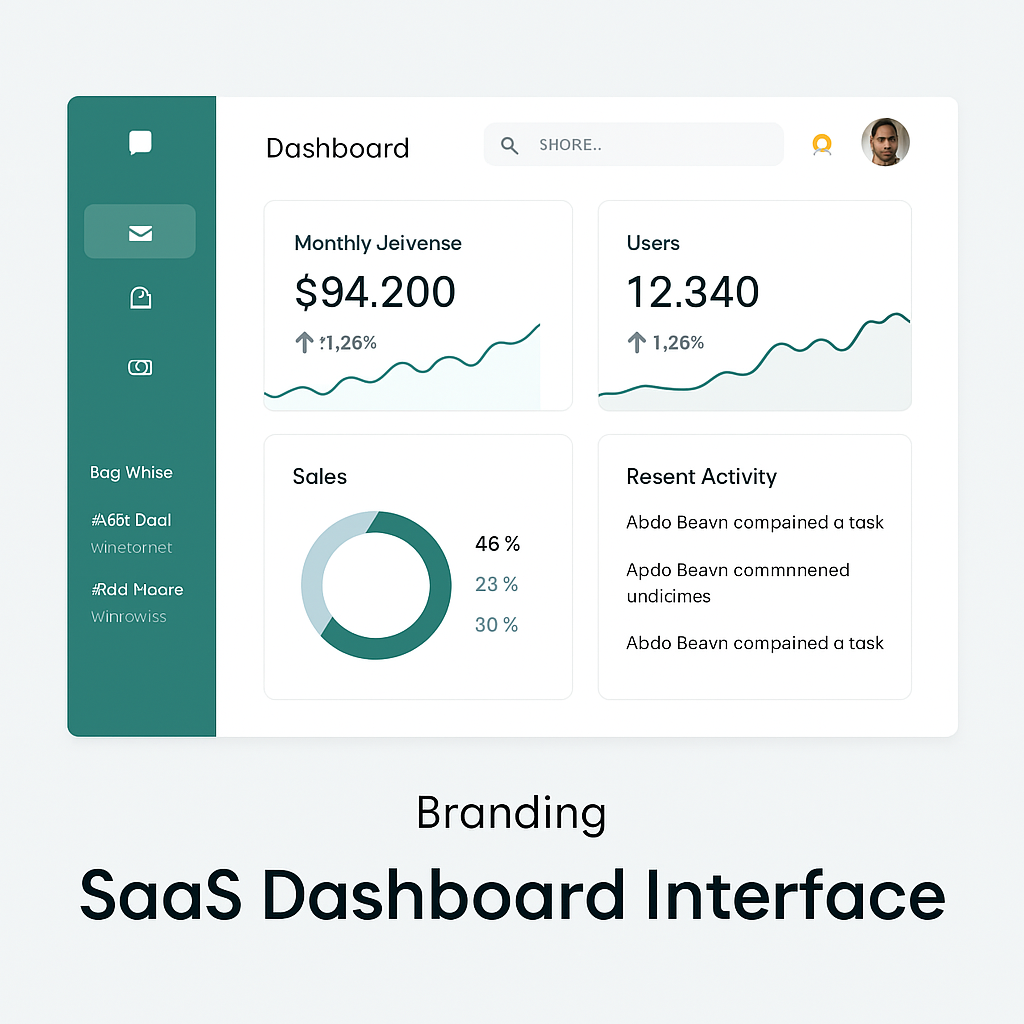 Dashboard
SHORE..
Monthly Jeivense
$94.200
1,26%
Users
12.340
1,26%
Bag Whise
#A66t Daal
Winetornet
#Rdd Maare
Winrowiss
Sales
46 %
23 %
30 %
Resent Activity
Abdo Beavn compained a task
Apdo Beavn commnnened
undicimes
Abdo Beavn compained a task
Branding
SaaS Dashboard Interface